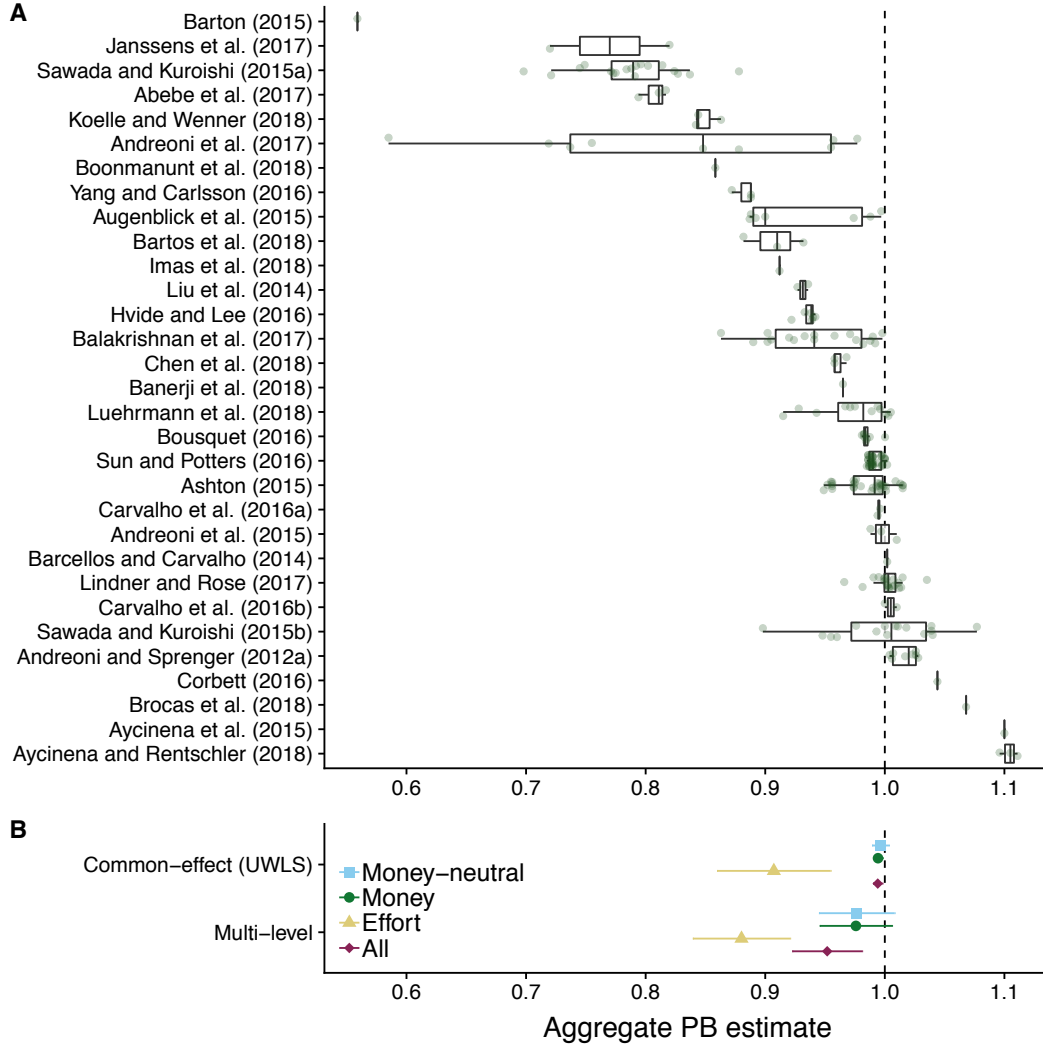 A
Barton (2015)
Janssens et al. (2017)
Sawada and Kuroishi (2015a)
Abebe et al. (2017)
Koelle and Wenner (2018)
Andreoni et al. (2017)
Boonmanunt et al. (2018)
Yang and Carlsson (2016)
Augenblick et al. (2015)
Bartos et al. (2018)
Imas et al. (2018)
Liu et al. (2014)
Hvide and Lee (2016)
Balakrishnan et al. (2017)
Chen et al. (2018)
Banerji et al. (2018)
Luehrmann et al. (2018)
Bousquet (2016)
Sun and Potters (2016)
Ashton (2015)
Carvalho et al. (2016a)
Andreoni et al. (2015)
Barcellos and Carvalho (2014)
Lindner and Rose (2017)
Carvalho et al. (2016b)
Sawada and Kuroishi (2015b)
Andreoni and Sprenger (2012a)
Corbett (2016)
Brocas et al. (2018)
Aycinena et al. (2015)
Aycinena and Rentschler (2018)
0.6 0.7 0.8 0.9 1.0 1.1
B
Common−effect (UWLS)
Multi−level
Money−neutral
Money
Effort
All
0.6 0.7 0.8 0.9 1.0 1.1
Aggregate PB estimate